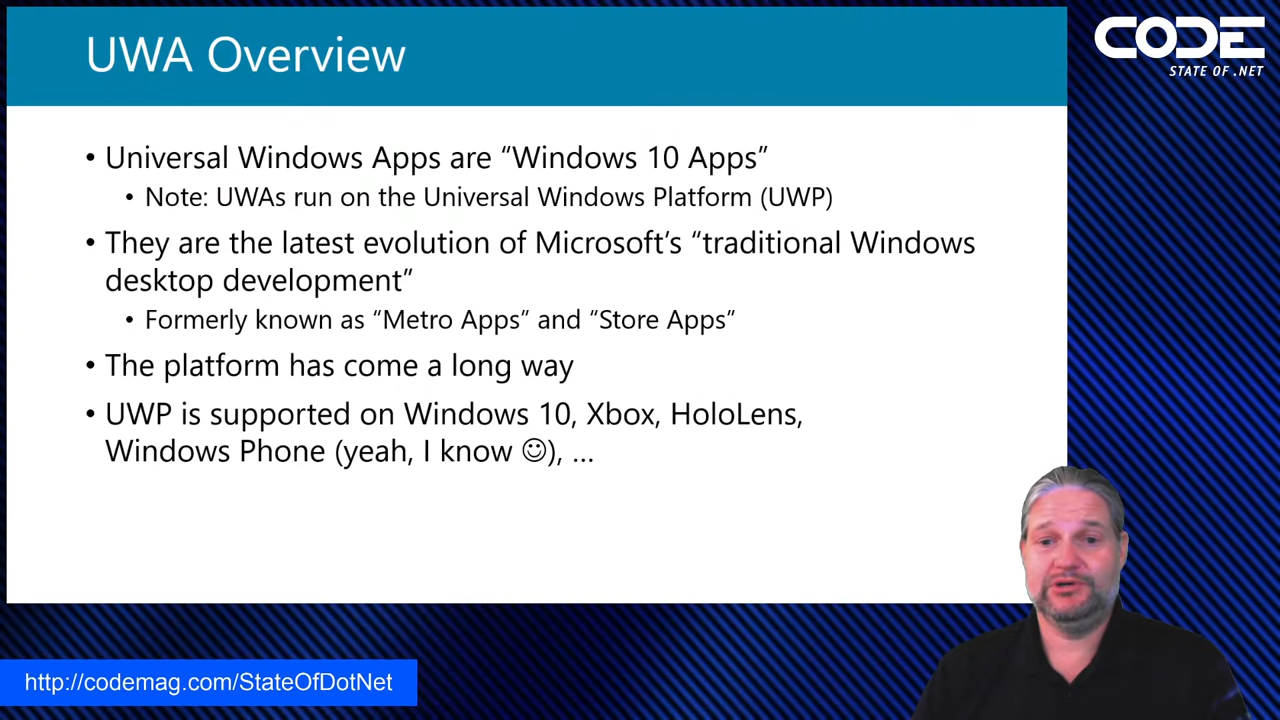 UWA Overview
CODE
STATE OF .NET
• Universal Windows Apps are “Windows 10 Apps”
• Note: UWAs run on the Universal Windows Platform (UWP)
• They are the latest evolution of Microsoft’s “traditional Windows
desktop development”
• Formerly known as “Metro Apps” and “Store Apps”
• The platform has come a long way
• UWP is supported on Windows 10, Xbox, HoloLens,
Windows Phone (yeah, I know ☺), …
http://codemag.com/StateOfDotNet